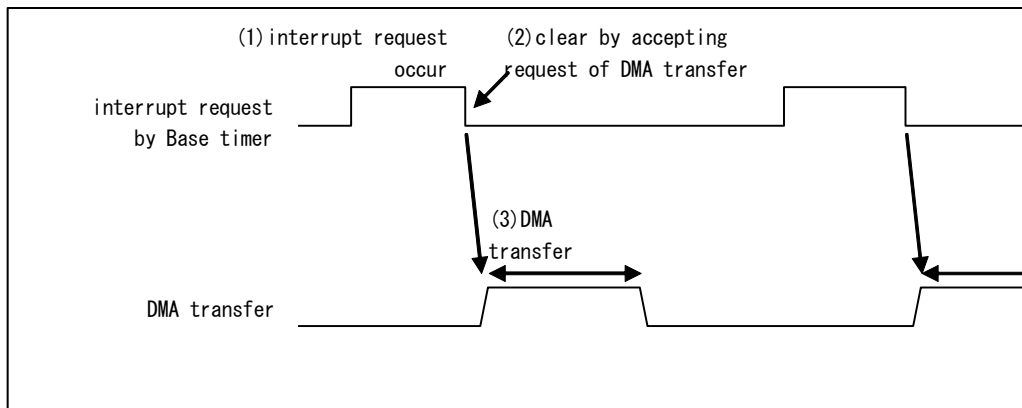 (1)interrupt request
occur
(2)clear by accepting
request of DMA transfer
interrupt request
by Base timer
(3)DMA
transfer
DMA transfer